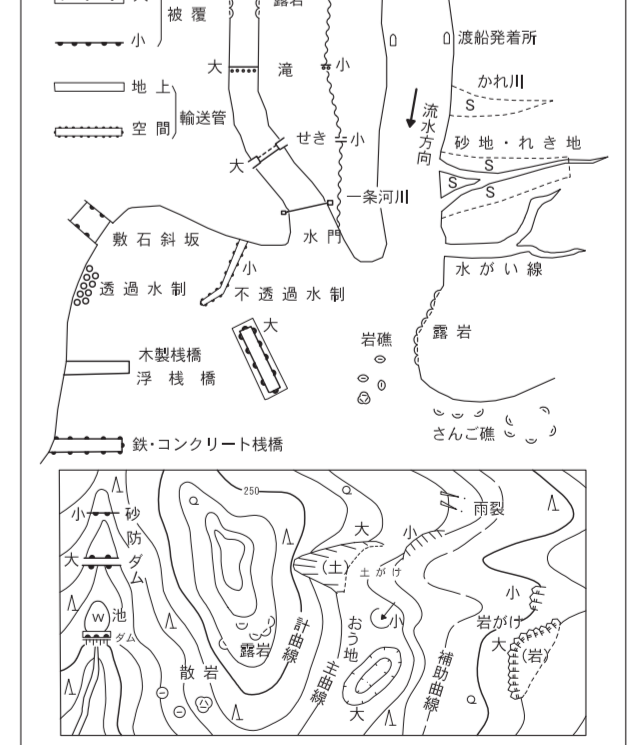 被覆
小
地上
空間
輸送管
大
滝
小
せき
小
大
一条河川
水門
流水方向
渡船発着所
かれ川
S
砂地・れき地
S
S
S
水がい線
敷石斜坂
透過水制
小
不透過水制
大
木製桟橋
浮桟橋
岩礁
露岩
さんご礁
鉄・コンクリート桟橋
250
小
砂防ダム
大
W
池
ダム
散岩
露岩
計曲線
主曲線
大
(土)
土がけ
小
おう地
小
大
補助曲線
雨裂
小
岩がけ
大
(岩)